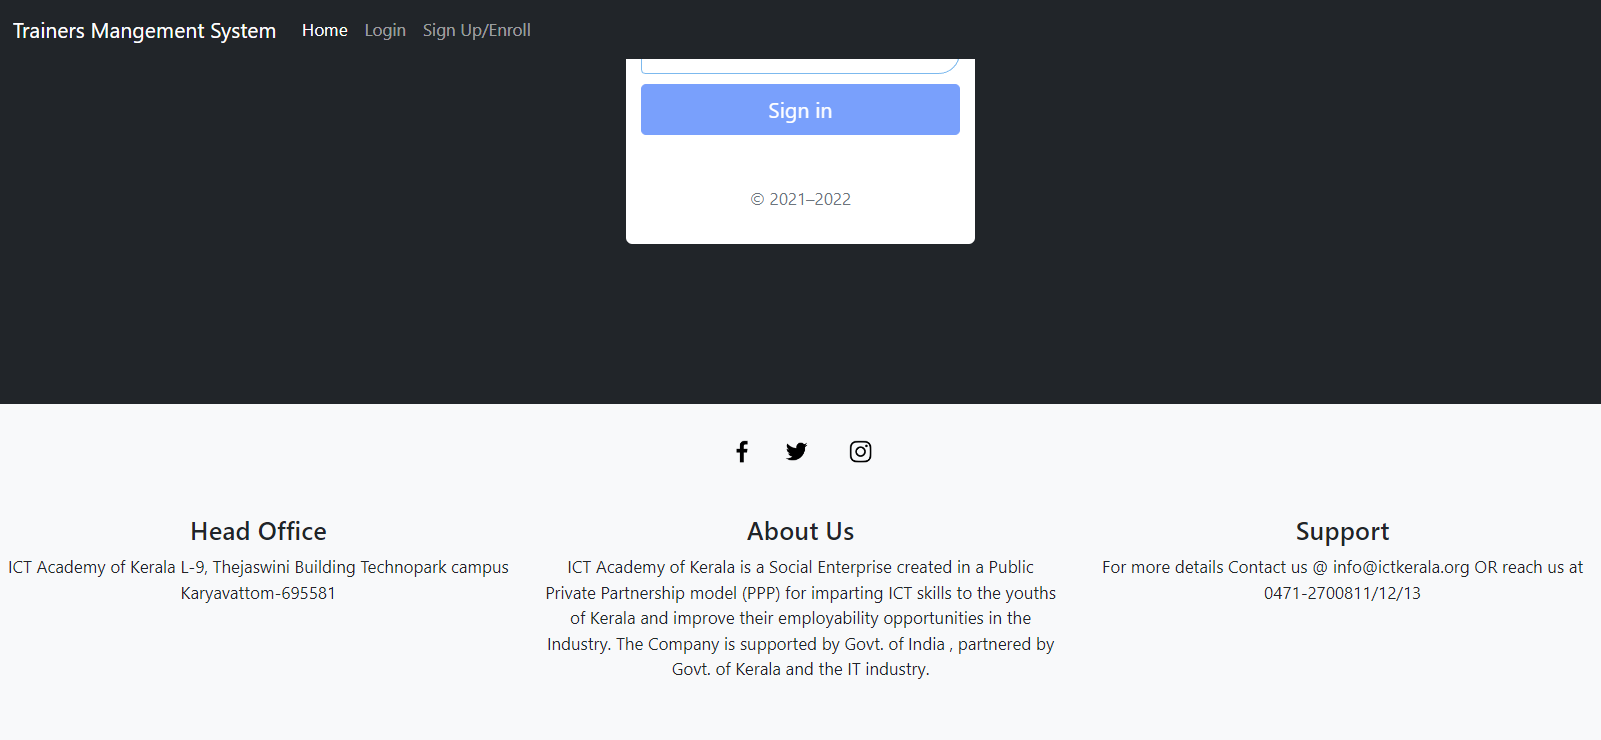 Trainers Mangement System Home Login Sign Up/Enroll
Sign in
© 2021–2022
Head Office
ICT Academy of Kerala L-9, Thejaswini Building Technopark campus
Karyavattom-695581
About Us
ICT Academy of Kerala is a Social Enterprise created in a Public
Private Partnership model (PPP) for imparting ICT skills to the youths
of Kerala and improve their employability opportunities in the
Industry. The Company is supported by Govt. of India , partnered by
Govt. of Kerala and the IT industry.
Support
For more details Contact us @ info@ictkerala.org OR reach us at
0471-2700811/12/13